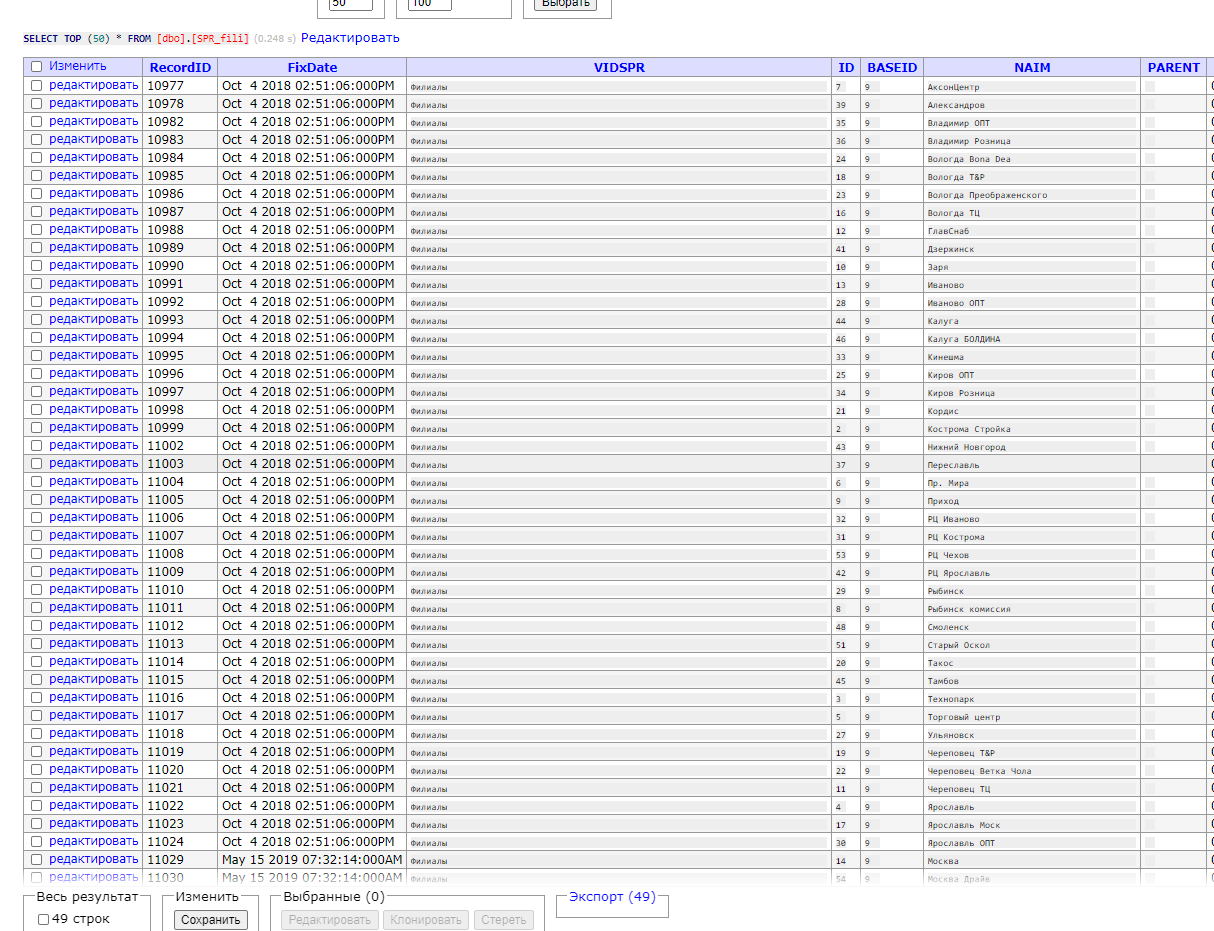 50 100 Выбрать
SELECT TOP (50) * FROM [dbo].[SPR_fili] (0.248 s) Редактировать
Изменить RecordID FixDate VIDSPR ID BASEID NAIM PARENT
редактировать 10977 Oct 4 2018 02:51:06:000PM Филиалы 7 9 АксонЦентр
редактировать 10978 Oct 4 2018 02:51:06:000PM Филиалы 39 9 Александров
редактировать 10982 Oct 4 2018 02:51:06:000PM Филиалы 35 9 Владимир ОПТ
редактировать 10983 Oct 4 2018 02:51:06:000PM Филиалы 36 9 Владимир Розница
редактировать 10984 Oct 4 2018 02:51:06:000PM Филиалы 24 9 Вологда Bona Dea
редактировать 10985 Oct 4 2018 02:51:06:000PM Филиалы 18 9 Вологда T&P
редактировать 10986 Oct 4 2018 02:51:06:000PM Филиалы 23 9 Вологда Преображенского
редактировать 10987 Oct 4 2018 02:51:06:000PM Филиалы 16 9 Вологда ТЦ
редактировать 10988 Oct 4 2018 02:51:06:000PM Филиалы 12 9 ГлавСнаб
редактировать 10989 Oct 4 2018 02:51:06:000PM Филиалы 41 9 Дзержинск
редактировать 10990 Oct 4 2018 02:51:06:000PM Филиалы 10 9 Заря
редактировать 10991 Oct 4 2018 02:51:06:000PM Филиалы 13 9 Иваново
редактировать 10992 Oct 4 2018 02:51:06:000PM Филиалы 28 9 Иваново ОПТ
редактировать 10993 Oct 4 2018 02:51:06:000PM Филиалы 44 9 Калуга
редактировать 10994 Oct 4 2018 02:51:06:000PM Филиалы 46 9 Калуга БОЛДИНА
редактировать 10995 Oct 4 2018 02:51:06:000PM Филиалы 33 9 Кинешма
редактировать 10996 Oct 4 2018 02:51:06:000PM Филиалы 25 9 Киров ОПТ
редактировать 10997 Oct 4 2018 02:51:06:000PM Филиалы 34 9 Киров Розница
редактировать 10998 Oct 4 2018 02:51:06:000PM Филиалы 21 9 Кордис
редактировать 10999 Oct 4 2018 02:51:06:000PM Филиалы 2 9 Кострома Стройка
редактировать 11002 Oct 4 2018 02:51:06:000PM Филиалы 43 9 Нижний Новгород
редактировать 11003 Oct 4 2018 02:51:06:000PM Филиалы 37 9 Переславль
редактировать 11004 Oct 4 2018 02:51:06:000PM Филиалы 6 9 Пр. Мира
редактировать 11005 Oct 4 2018 02:51:06:000PM Филиалы 9 9 Приход
редактировать 11006 Oct 4 2018 02:51:06:000PM Филиалы 32 9 РЦ Иваново
редактировать 11007 Oct 4 2018 02:51:06:000PM Филиалы 31 9 РЦ Кострома
редактировать 11008 Oct 4 2018 02:51:06:000PM Филиалы 53 9 РЦ Чехов
редактировать 11009 Oct 4 2018 02:51:06:000PM Филиалы 42 9 РЦ Ярославль
редактировать 11010 Oct 4 2018 02:51:06:000PM Филиалы 29 9 Рыбинск
редактировать 11011 Oct 4 2018 02:51:06:000PM Филиалы 8 9 Рыбинск комиссия
редактировать 11012 Oct 4 2018 02:51:06:000PM Филиалы 48 9 Смоленск
редактировать 11013 Oct 4 2018 02:51:06:000PM Филиалы 51 9 Старый Оскол
редактировать 11014 Oct 4 2018 02:51:06:000PM Филиалы 20 9 Такос
редактировать 11015 Oct 4 2018 02:51:06:000PM Филиалы 45 9 Тамбов
редактировать 11016 Oct 4 2018 02:51:06:000PM Филиалы 3 9 Технопарк
редактировать 11017 Oct 4 2018 02:51:06:000PM Филиалы 5 9 Торговый центр
редактировать 11018 Oct 4 2018 02:51:06:000PM Филиалы 27 9 Ульяновск
редактировать 11019 Oct 4 2018 02:51:06:000PM Филиалы 19 9 Череповец T&P
редактировать 11020 Oct 4 2018 02:51:06:000PM Филиалы 22 9 Череповец Ветка Чола
редактировать 11021 Oct 4 2018 02:51:06:000PM Филиалы 11 9 Череповец ТЦ
редактировать 11022 Oct 4 2018 02:51:06:000PM Филиалы 4 9 Ярославль
редактировать 11023 Oct 4 2018 02:51:06:000PM Филиалы 17 9 Ярославль Моск
редактировать 11024 Oct 4 2018 02:51:06:000PM Филиалы 30 9 Ярославль ОПТ
редактировать 11029 May 15 2019 07:32:14:000AM Филиалы 14 9 Москва
редактировать 11030 May 15 2019 07:32:14:000AM Филиалы 54 9 Москва Драйв
Весь результат Изменить Выбранные (0) Экспорт (49)
49 строк Сохранить Редактировать Клонировать Стереть